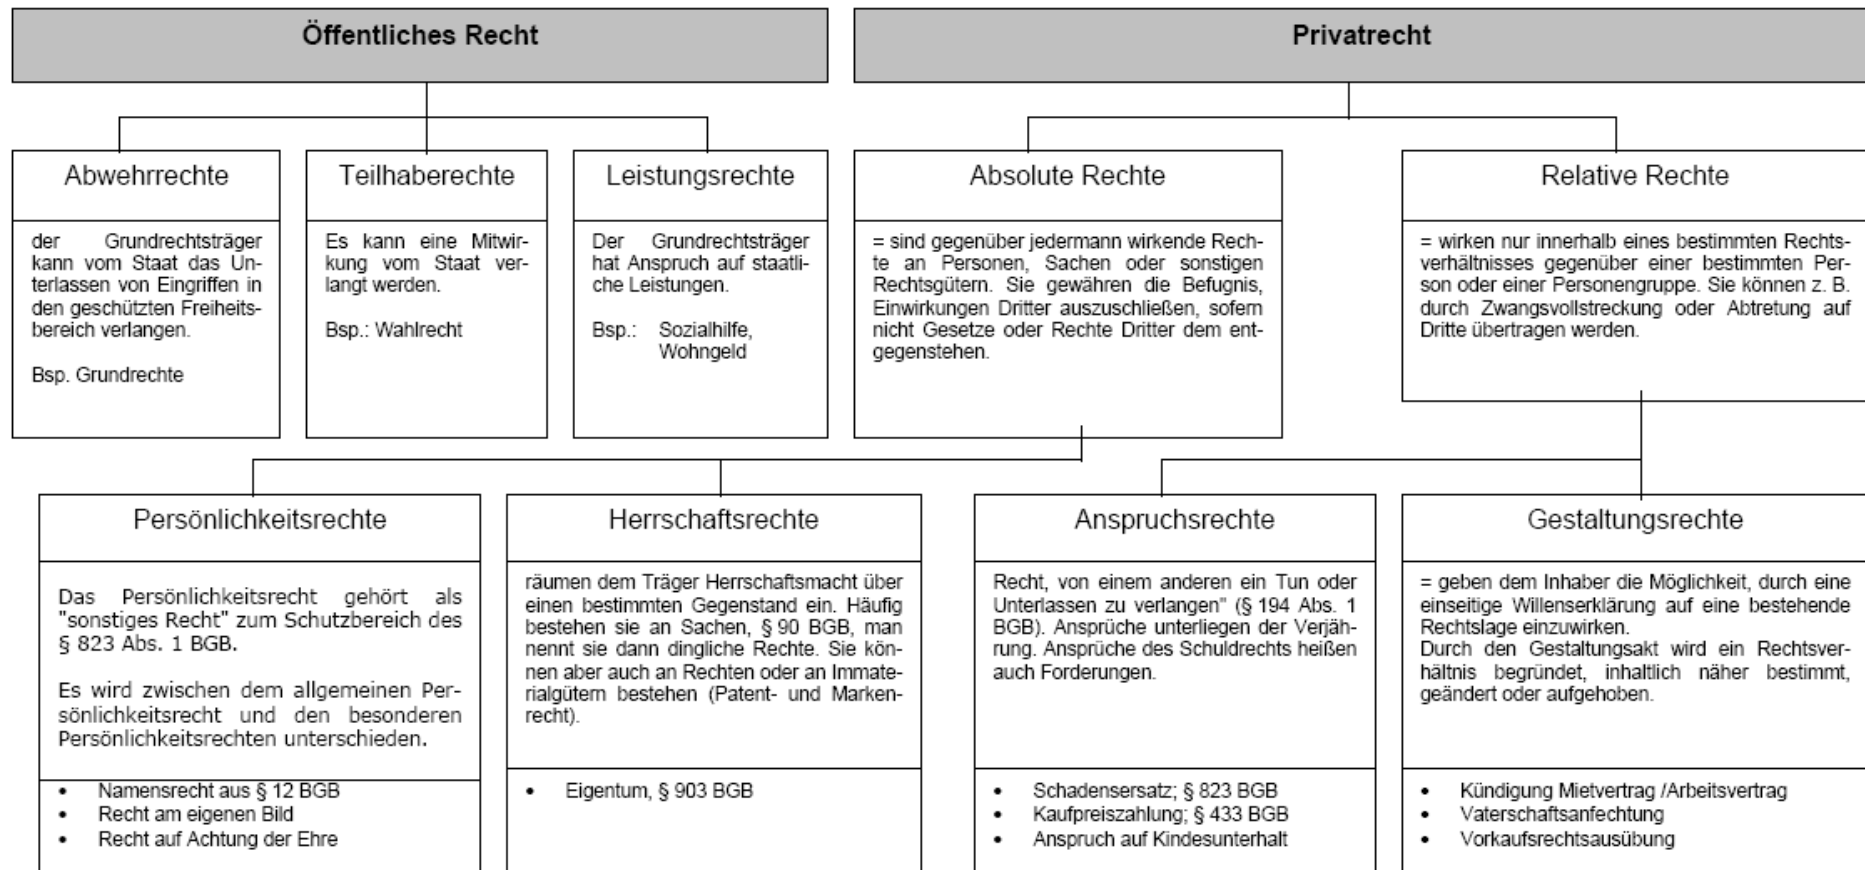 Öffentliches Recht
Privatrecht
Abwehrrechte
der Grundrechtsträger
kann vom Staat das Un-
terlassen von Eingriffen in
den geschützten Freiheits-
bereich verlangen.
Bsp. Grundrechte
Teilhaberechte
Es kann eine Mitwir-
kung vom Staat ver-
langt werden.
Bsp.: Wahlrecht
Leistungsrechte
Der Grundrechtsträger
hat Anspruch auf staatli-
che Leistungen.
Bsp.: Sozialhilfe,
Wohngeld
Absolute Rechte
= sind gegenüber jedermann wirkende Rech-
te an Personen, Sachen oder sonstigen
Rechtsgütern. Sie gewähren die Befugnis,
Einwirkungen Dritter auszuschließen, sofern
nicht Gesetze oder Rechte Dritter dem ent-
gegenstehen.
Relative Rechte
= wirken nur innerhalb eines bestimmten Rechts-
verhältnisses gegenüber einer bestimmten Per-
son oder einer Personengruppe. Sie können z. B.
durch Zwangsvollstreckung oder Abtretung auf
Dritte übertragen werden.
Persönlichkeitsrechte
Das Persönlichkeitsrecht gehört als
"sonstiges Recht" zum Schutzbereich des
§ 823 Abs. 1 BGB.
Es wird zwischen dem allgemeinen Per-
sönlichkeitsrecht und den besonderen
Persönlichkeitsrechten unterschieden.
• Namensrecht aus § 12 BGB
• Recht am eigenen Bild
• Recht auf Achtung der Ehre
Herrschaftsrechte
räumen dem Träger Herrschaftsmacht über
einen bestimmten Gegenstand ein. Häufig
bestehen sie an Sachen, § 90 BGB, man
nennt sie dann dingliche Rechte. Sie kön-
nen aber auch an Rechten oder an Immate-
rialgütern bestehen (Patent- und Marken-
recht).
• Eigentum, § 903 BGB
Anspruchsrechte
Recht, von einem anderen ein Tun oder
Unterlassen zu verlangen" (§ 194 Abs. 1
BGB). Ansprüche unterliegen der Verjäh-
rung. Ansprüche des Schuldrechts heißen
auch Forderungen.
• Schadensersatz; § 823 BGB
• Kaufpreiszahlung; § 433 BGB
• Anspruch auf Kindesunterhalt
Gestaltungsrechte
= geben dem Inhaber die Möglichkeit, durch eine
einseitige Willenserklärung auf eine bestehende
Rechtslage einzuwirken.
Durch den Gestaltungsakt wird ein Rechtsver-
hältnis begründet, inhaltlich näher bestimmt,
geändert oder aufgehoben.
• Kündigung Mietvertrag /Arbeitsvertrag
• Vaterschaftsanfechtung
• Vorkaufsrechtsausübung